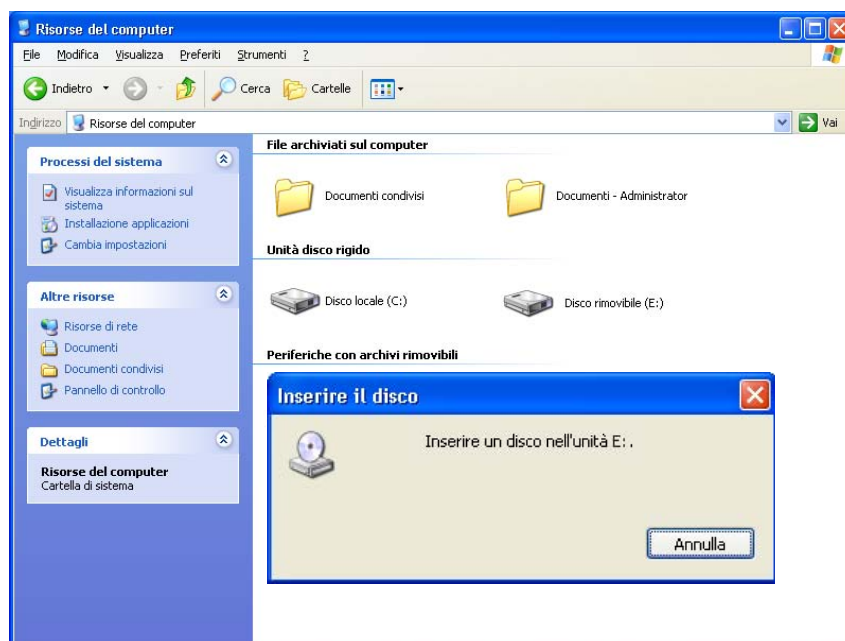 Risorse del computer
File Modifica Visualizza Preferiti Strumenti ?
Indietro Cerca Cartelle
Indirizzo Risorse del computer Vai
Processi del sistema
Visualizza informazioni sul
sistema
Installazione applicazioni
Cambia impostazioni
Altre risorse
Risorse di rete
Documenti
Documenti condivisi
Pannello di controllo
Dettagli
Risorse del computer
Cartella di sistema
File archiviati sul computer
Documenti condivisi Documenti - Administrator
Unità disco rigido
Disco locale (C:) Disco rimovibile (E:)
Periferiche con archivi rimovibili
Inserire il disco
Inserire un disco nell'unità E:.
Annulla